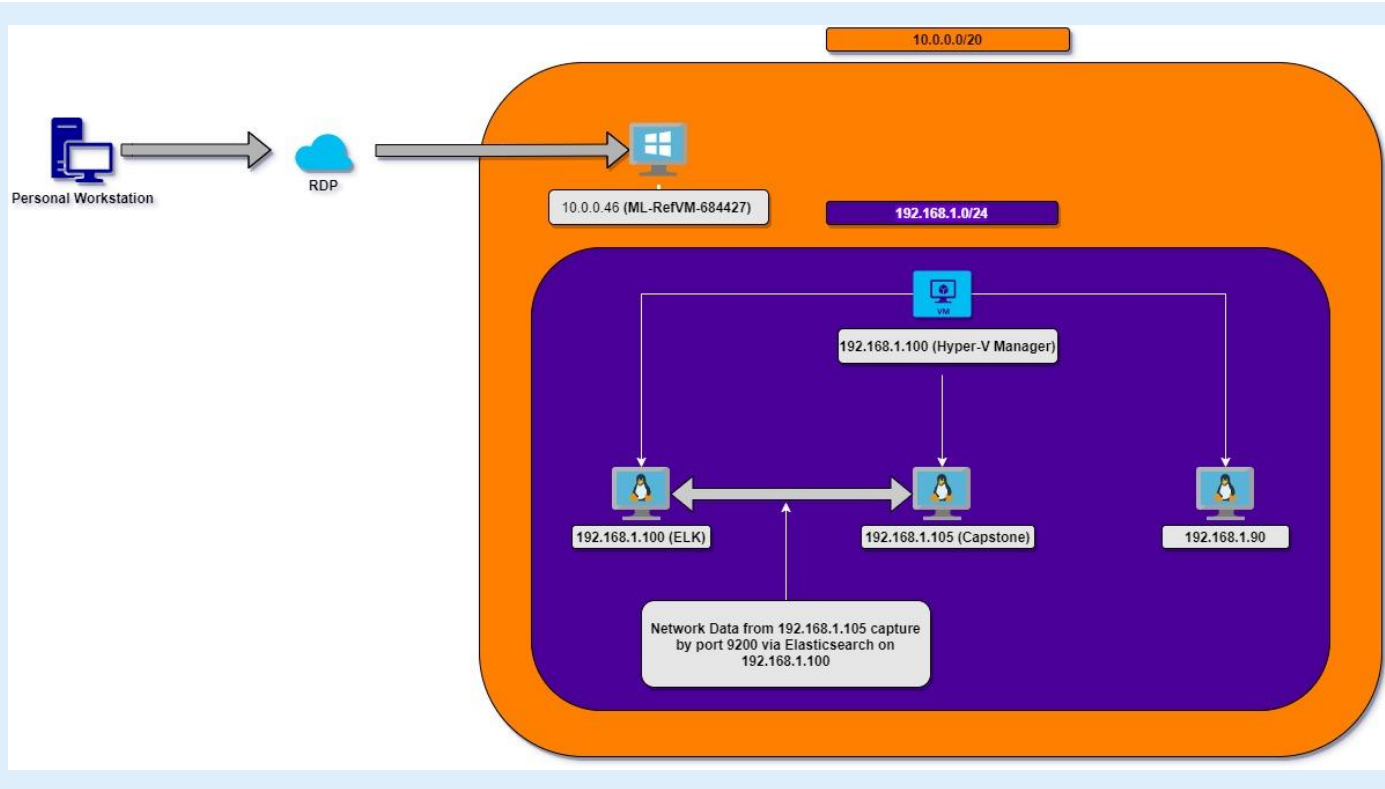 10.0.0.0/20
Personal Workstation
RDP
10.0.0.46 (ML-RefVM-684427)
192.168.1.0/24
VM
192.168.1.100 (Hyper-V Manager)
192.168.1.100 (ELK)
192.168.1.105 (Capstone)
192.168.1.90
Network Data from 192.168.1.105 capture
by port 9200 via Elasticsearch on
192.168.1.100